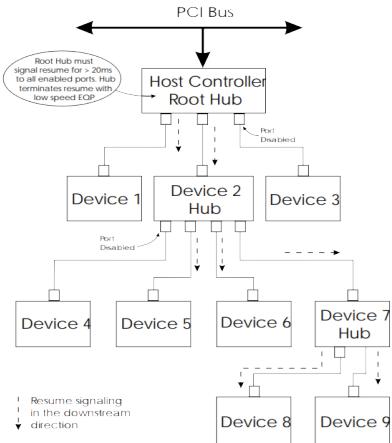 PCI Bus
Root Hub must
signal resume for > 20ms
to all enabled ports. Hub
terminates resume with
low speed EOP.
Host Controller
Root Hub
Port
Disabled
Device 1
Device 2
Hub
Device 3
Port
Disabled
Device 4
Device 5
Device 6
Device 7
Hub
Resume signaling
in the downstream
direction
Device 8
Device 9